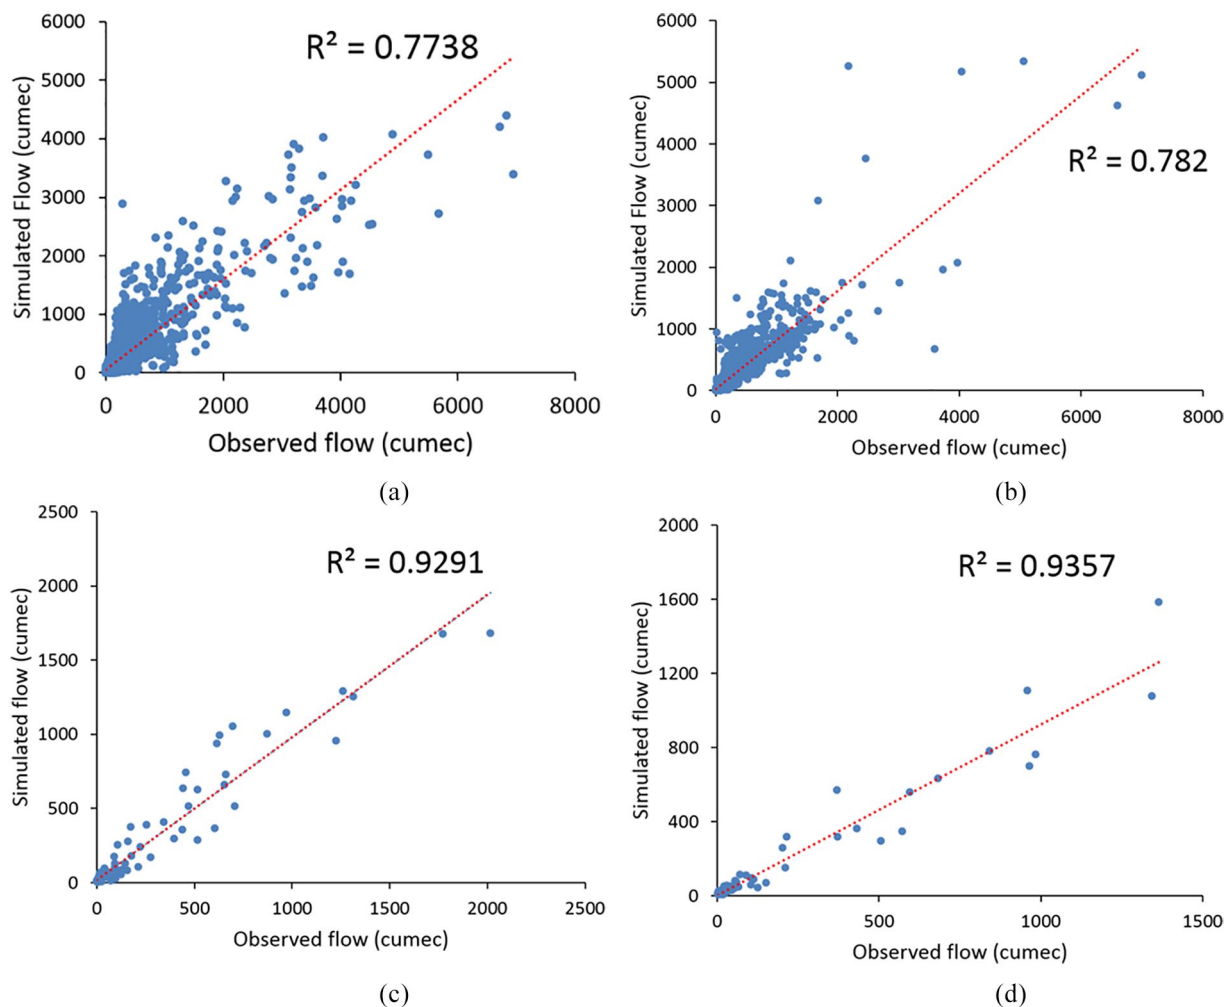 R² = 0.7738
6000
5000
4000
3000
2000
1000
0
Simulated Flow (cumec)
0 2000 4000 6000 8000
Observed flow (cumec)
(a)
R² = 0.782
6000
5000
4000
3000
2000
1000
0
Simulated Flow (cumec)
0 2000 4000 6000 8000
Observed flow (cumec)
(b)
R² = 0.9291
2500
2000
1500
1000
500
0
Simulated flow (cumec)
0 500 1000 1500 2000 2500
Observed flow (cumec)
(c)
R² = 0.9357
2000
1600
1200
800
400
0
Simulated flow (cumec)
0 500 1000 1500
Observed flow (cumec)
(d)